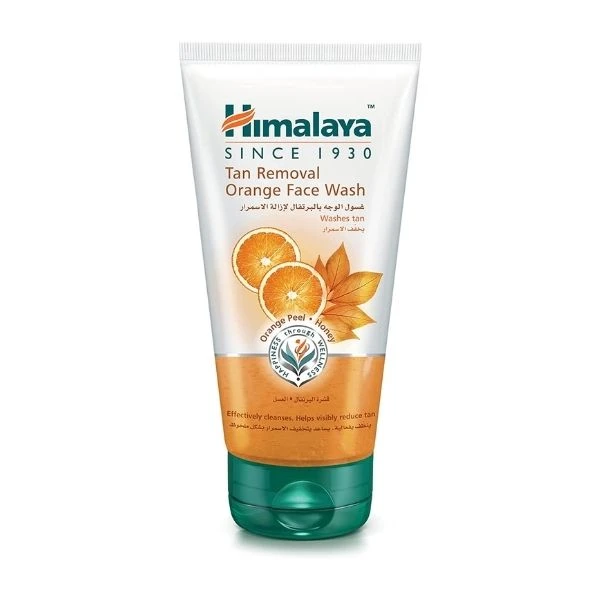 Himalaya™
SINCE 1930
Tan Removal
Orange Face Wash
غسول الوجه بالبرتقال لإزالة الاسمرار
Washes tan
يخفف الاسمرار
Orange Peel • Honey
HAPPINESS through WELLNESS
قشرة البرتقال • العسل
Effectively cleanses. Helps visibly reduce tan
ينظف بفعالية. يساعد بتخفيف الاسمرار بشكل ملحوظ